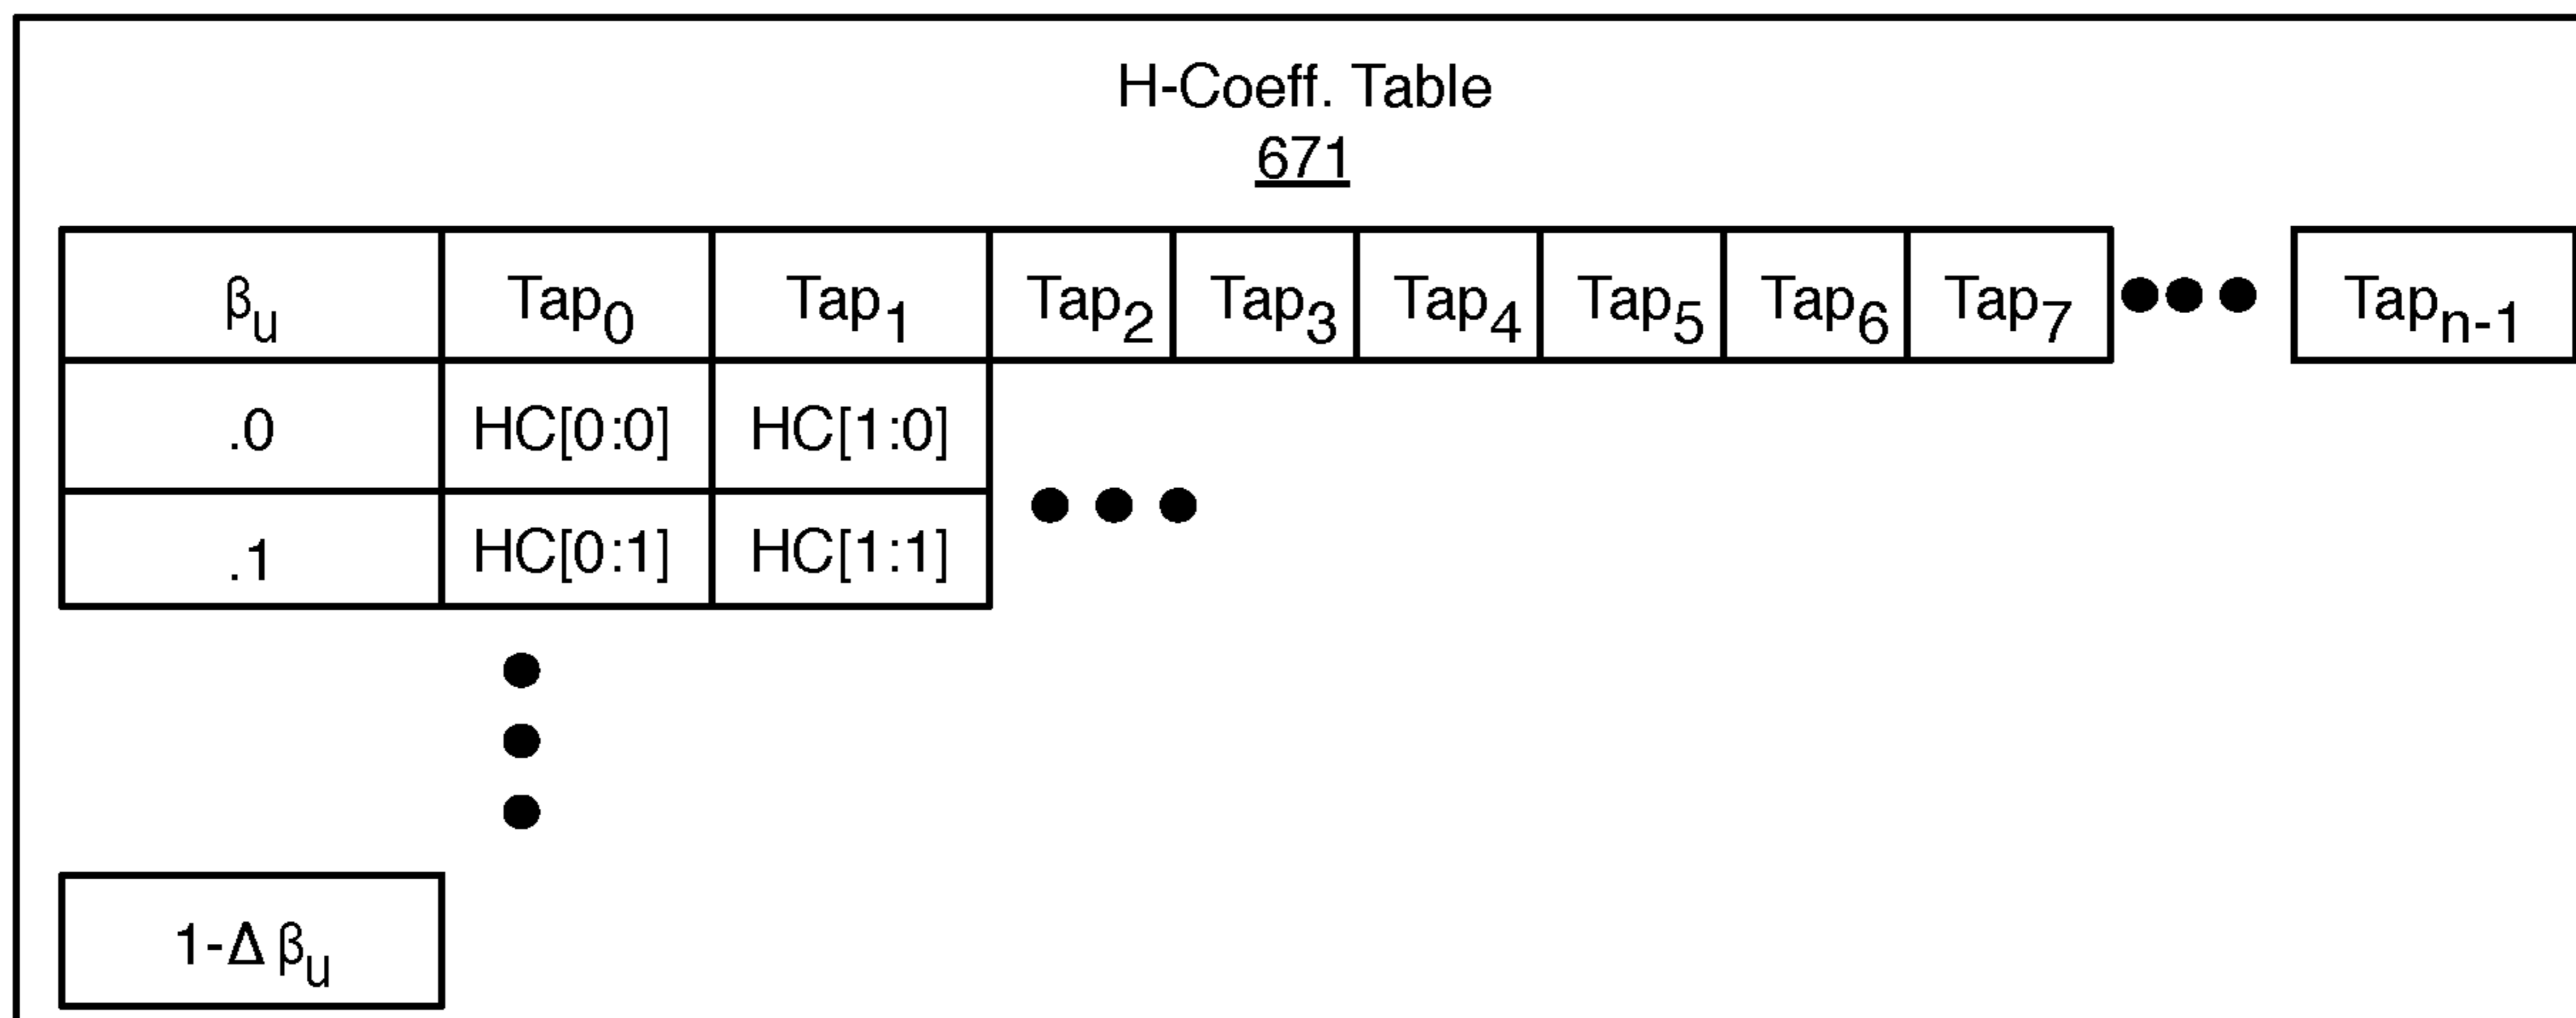 H-Coeff. Table
671
βu Tap0 Tap1 Tap2 Tap3 Tap4 Tap5 Tap6 Tap7 ●●● Tapn-1
.0 HC[0:0] HC[1:0]
.1 HC[0:1] HC[1:1]
1-Δ βu